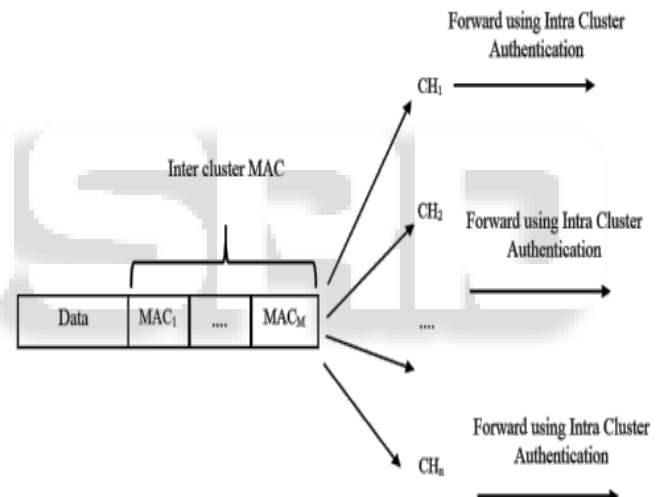 Forward using Intra Cluster
Authentication
CH₁
Inter cluster MAC
CH₂
Forward using Intra Cluster
Authentication
Data MAC₁ .... MAC_M
....
Forward using Intra Cluster
Authentication
CHₙ